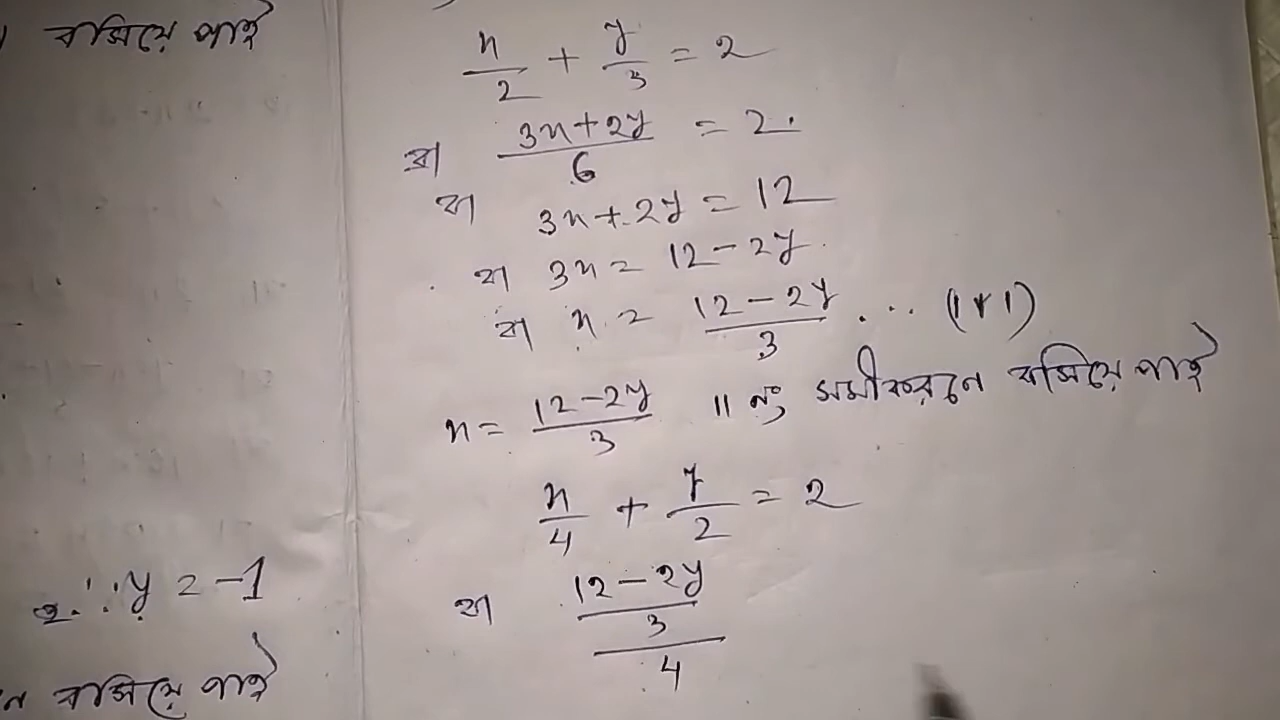 বসিয়ে পাই
x/2 + y/3 = 2
বা (3x+2y)/6 = 2.
বা 3x + 2y = 12
বা 3x = 12 - 2y.
বা x = (12 - 2y)/3 ... (iii)
x = (12 - 2y)/3 ii নং সমীকরনে বসিয়ে পাই
x/4 + y/2 = 2
বা ((12 - 2y)/3)/4
∴ y = -1
বসিয়ে পাই